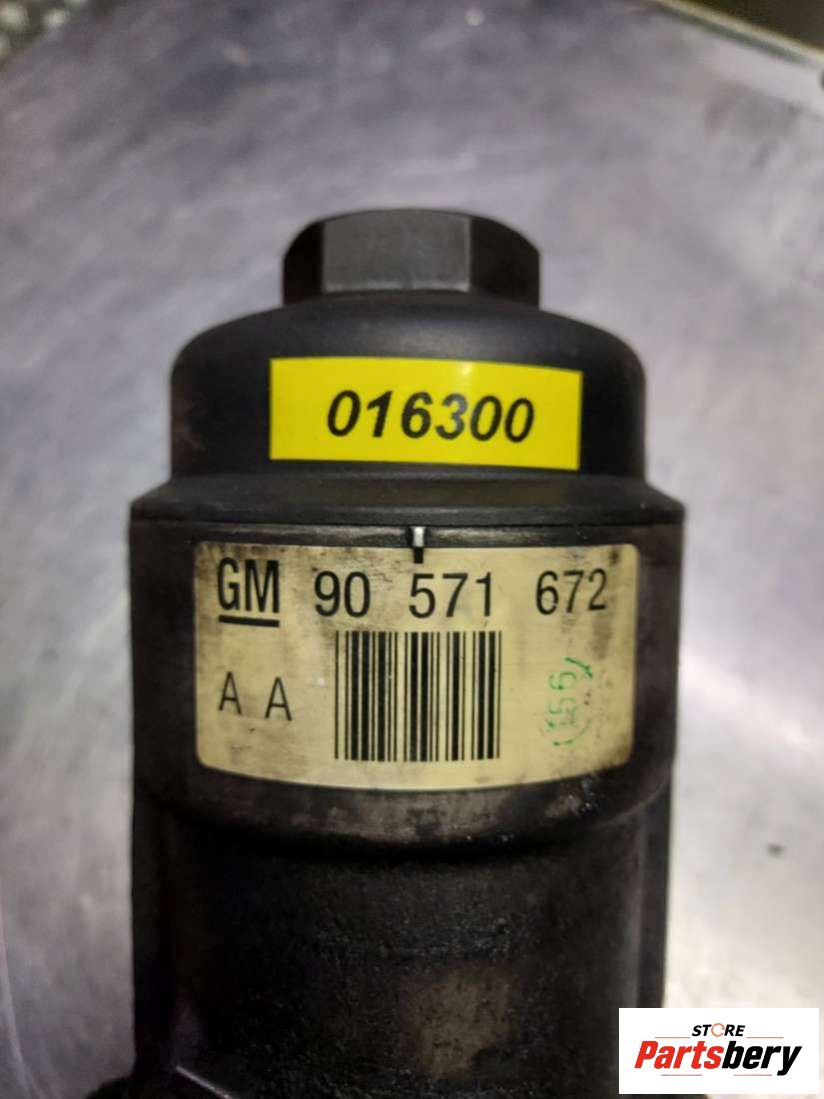 016300
GM 90 571 672
A A
STORE
Partsbery